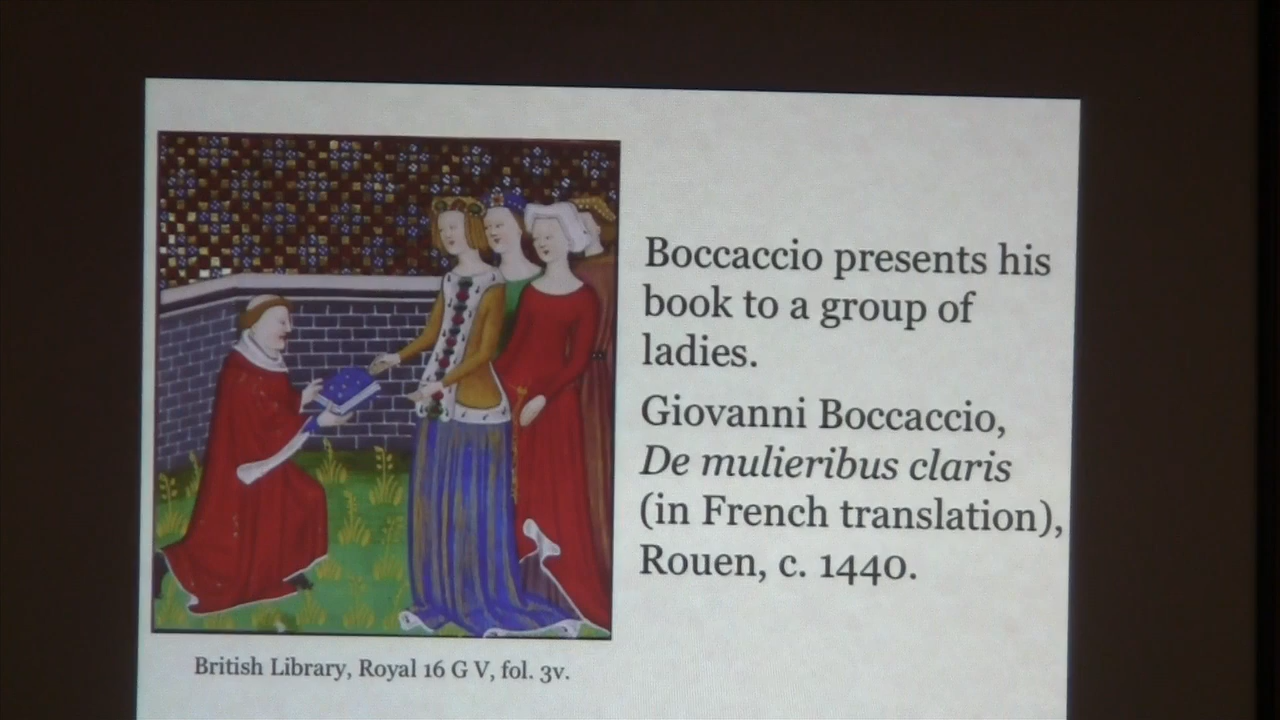 Boccaccio presents his
book to a group of
ladies.
Giovanni Boccaccio,
De mulieribus claris
(in French translation),
Rouen, c. 1440.
British Library, Royal 16 G V, fol. 3v.